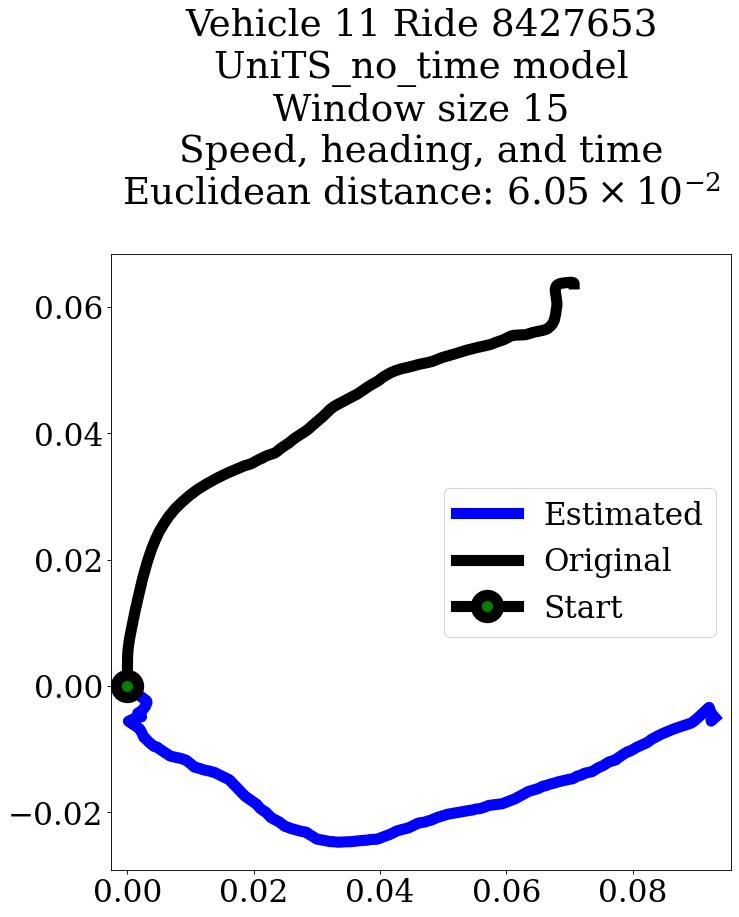 Vehicle 11 Ride 8427653
UniTS_no_time model
Window size 15
Speed, heading, and time
Euclidean distance: 6.05 × 10⁻²
0.06
0.04
0.02
0.00
−0.02
Estimated
Original
Start
0.00 0.02 0.04 0.06 0.08